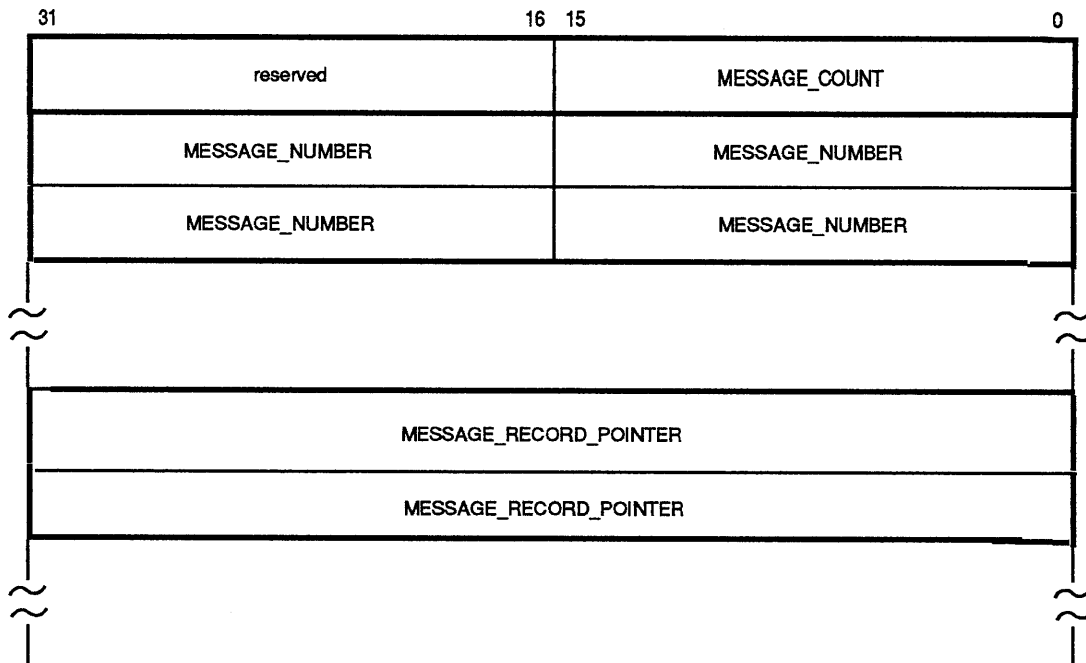 31 16 15 0
reserved MESSAGE_COUNT
MESSAGE_NUMBER MESSAGE_NUMBER
MESSAGE_NUMBER MESSAGE_NUMBER
MESSAGE_RECORD_POINTER
MESSAGE_RECORD_POINTER